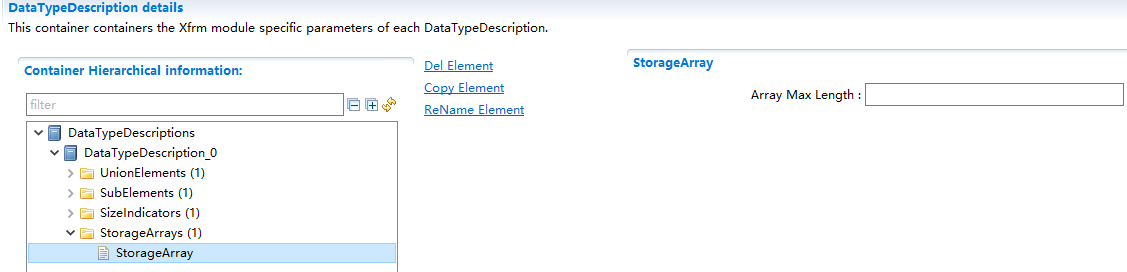 DataTypeDescription details
This container containers the Xfrm module specific parameters of each DataTypeDescription.
Container Hierarchical information:
filter
DataTypeDescriptions
DataTypeDescription_0
UnionElements (1)
SubElements (1)
SizeIndicators (1)
StorageArrays (1)
StorageArray
Del Element
Copy Element
ReName Element
StorageArray
Array Max Length :